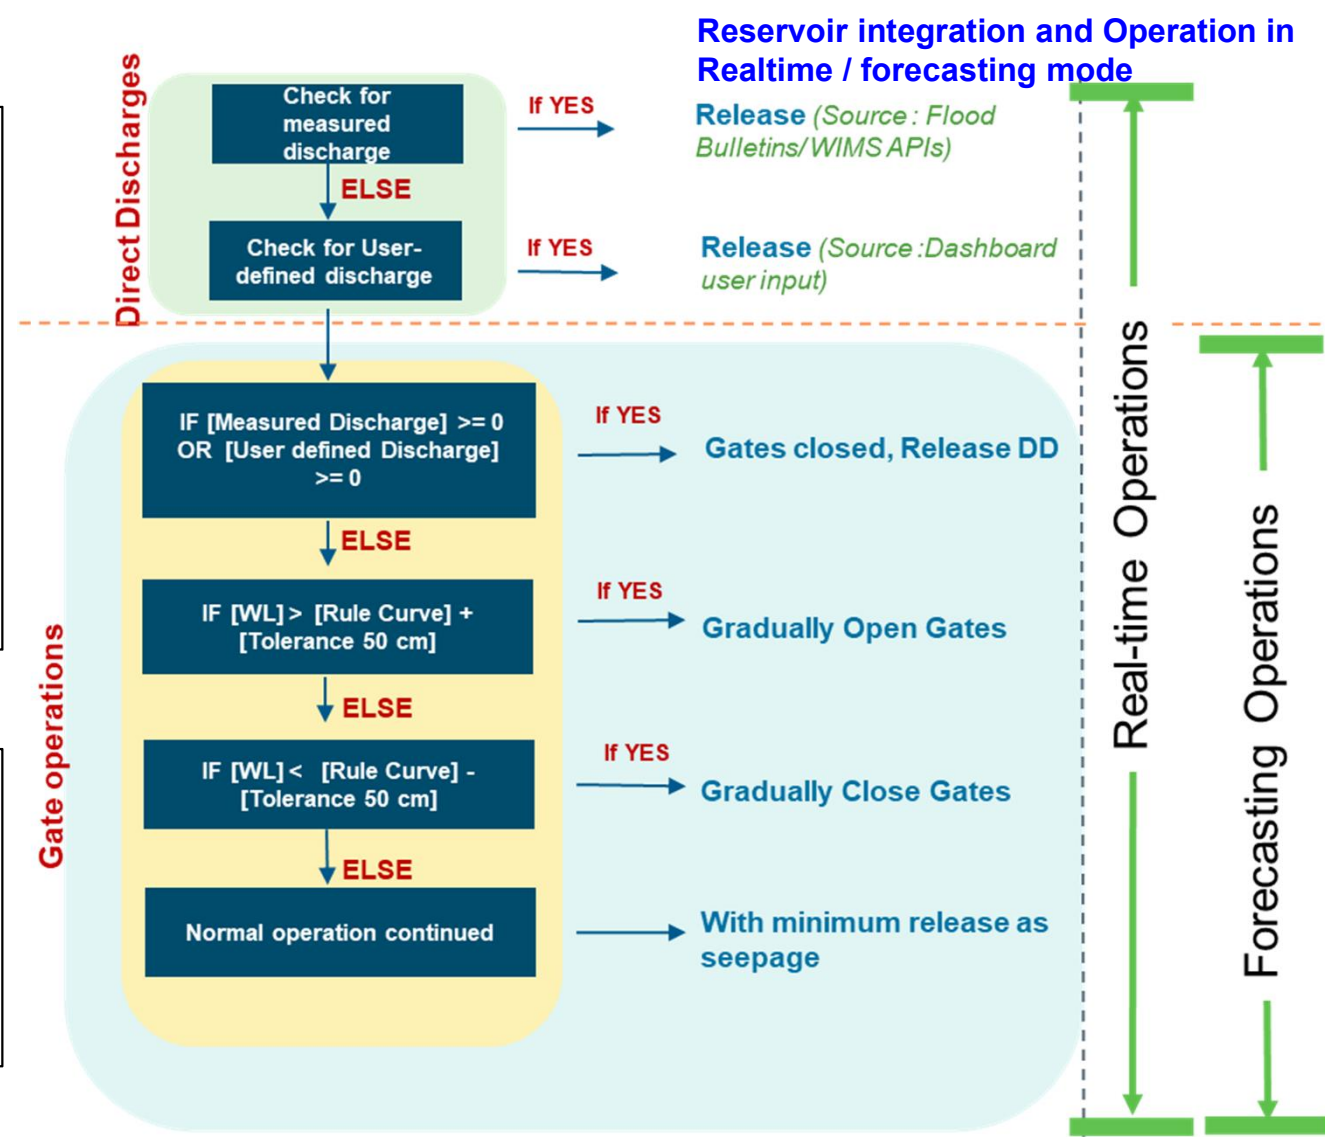 Reservoir integration and Operation in
Realtime / forecasting mode
Direct Discharges
Check for
measured
discharge
If YES
Release (Source : Flood
Bulletins/ WIMS APIs)
ELSE
Check for User-
defined discharge
If YES
Release (Source :Dashboard
user input)
Gate operations
IF [Measured Discharge] >= 0
OR [User defined Discharge]
>= 0
If YES
Gates closed, Release DD
ELSE
IF [WL] > [Rule Curve] +
[Tolerance 50 cm]
If YES
Gradually Open Gates
ELSE
IF [WL] < [Rule Curve] -
[Tolerance 50 cm]
If YES
Gradually Close Gates
ELSE
Normal operation continued
With minimum release as
seepage
Real-time Operations
Forecasting Operations